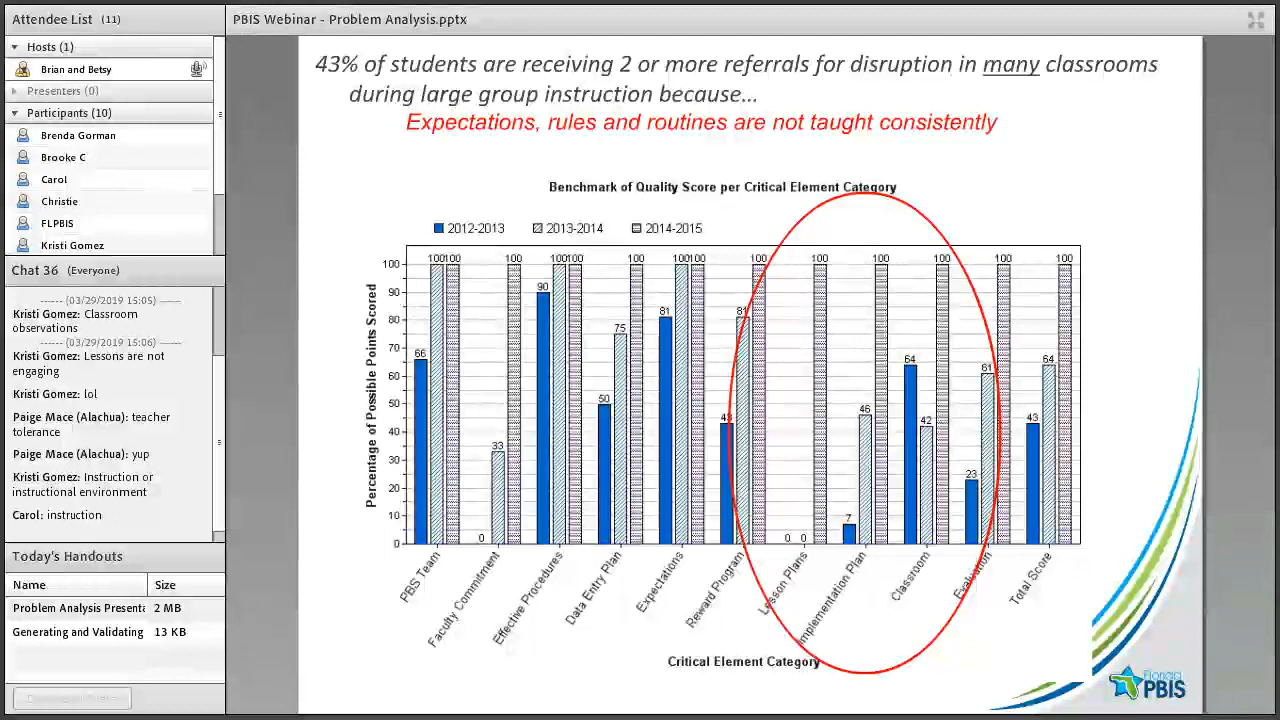 Attendee List (11)
Hosts (1)
Brian and Betsy
Presenters (0)
Participants (10)
Brenda Gorman
Brooke C
Carol
Christie
FLPBIS
Kristi Gomez
Chat 36 (Everyone)
------ (03/29/2019 15:05) ------
Kristi Gomez: Classroom
observations
------ (03/29/2019 15:06) ------
Kristi Gomez: Lessons are not
engaging
Kristi Gomez: lol
Paige Mace (Alachua): teacher
tolerance
Paige Mace (Alachua): yup
Kristi Gomez: Instruction or
instructional environment
Carol: instruction
Today's Handouts
Name Size
Problem Analysis Presenta 2 MB
Generating and Validating 13 KB
PBIS Webinar - Problem Analysis.pptx
43% of students are receiving 2 or more referrals for disruption in many classrooms
during large group instruction because...
Expectations, rules and routines are not taught consistently
Benchmark of Quality Score per Critical Element Category
2012-2013 2013-2014 2014-2015
Percentage of Possible Points Scored
100
90
80
70
60
50
40
30
20
10
0
66 100 100
0 33 100
90 100 100
50 75 100
81 100 100
43 81 100
0 0 100
7 46 100
64 42 100
23 61 100
43 64 100
PBIS Team
Faculty Commitment
Effective Procedures
Data Entry Plan
Expectations
Reward Program
Lesson Plans
Implementation Plan
Classroom
Evaluation
Total Score
Critical Element Category
Florida
PBIS